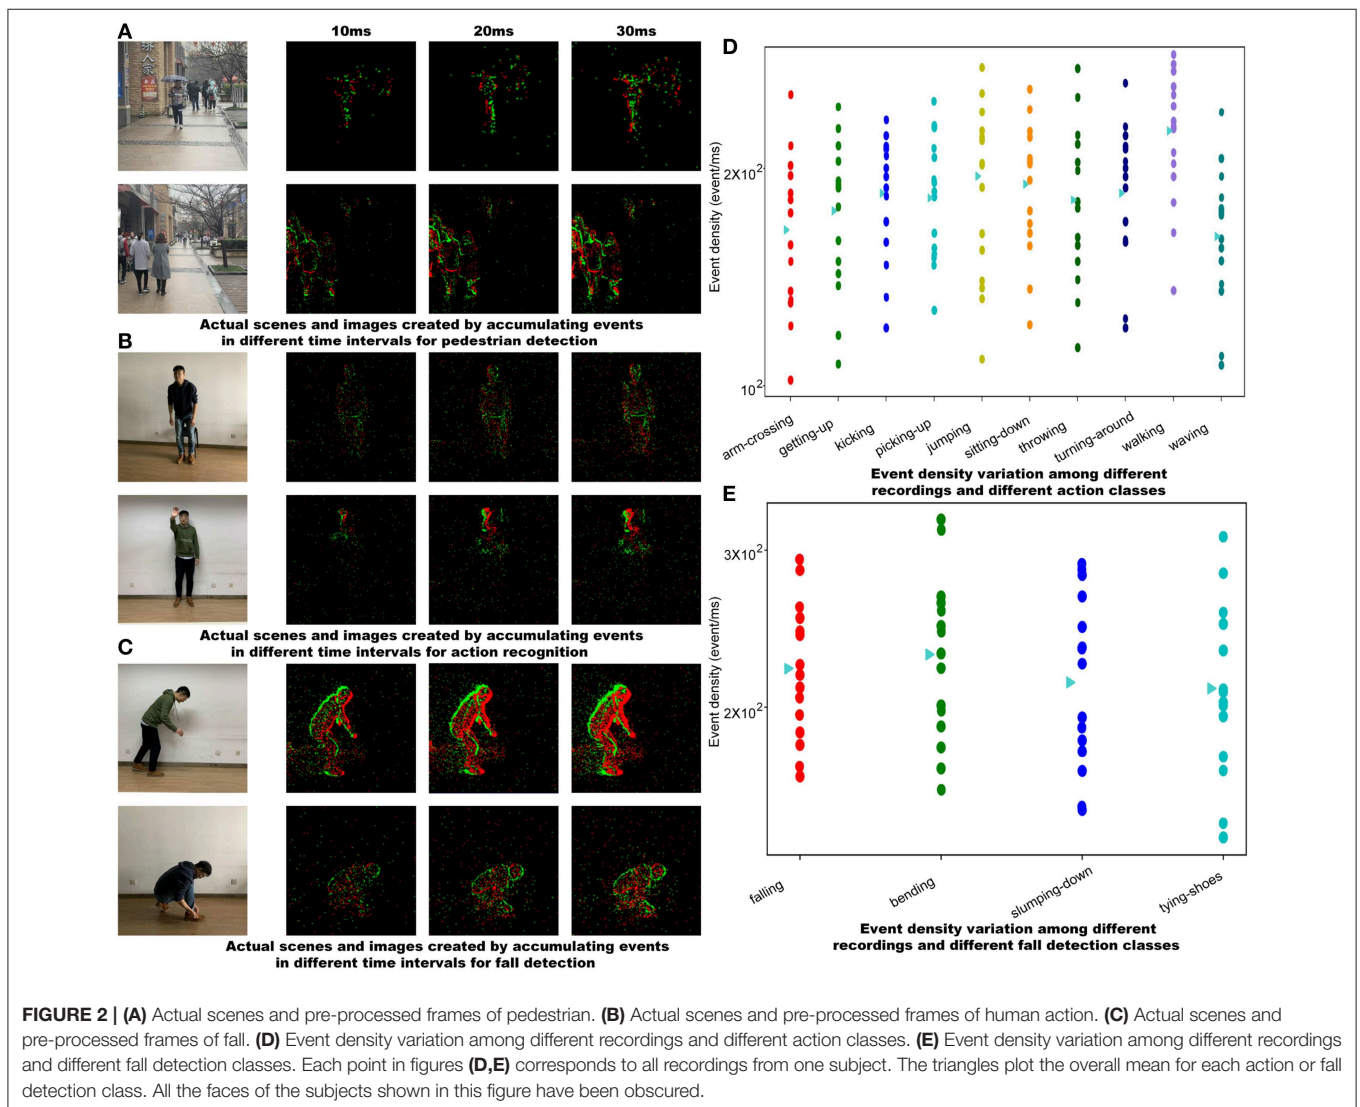 A
10ms
20ms
30ms
Actual scenes and images created by accumulating events
in different time intervals for pedestrian detection
B
Actual scenes and images created by accumulating events
in different time intervals for action recognition
C
Actual scenes and images created by accumulating events
in different time intervals for fall detection
D
Event density (event/ms)
2X10²
10²
arm-crossing
getting-up
kicking
picking-up
jumping
sitting-down
throwing
turning-around
walking
waving
Event density variation among different
recordings and different action classes
E
Event density (event/ms)
3X10²
2X10²
falling
bending
slumping-down
tying-shoes
Event density variation among different
recordings and different fall detection classes
FIGURE 2 | (A) Actual scenes and pre-processed frames of pedestrian. (B) Actual scenes and pre-processed frames of human action. (C) Actual scenes and
pre-processed frames of fall. (D) Event density variation among different recordings and different action classes. (E) Event density variation among different recordings
and different fall detection classes. Each point in figures (D,E) corresponds to all recordings from one subject. The triangles plot the overall mean for each action or fall
detection class. All the faces of the subjects shown in this figure have been obscured.